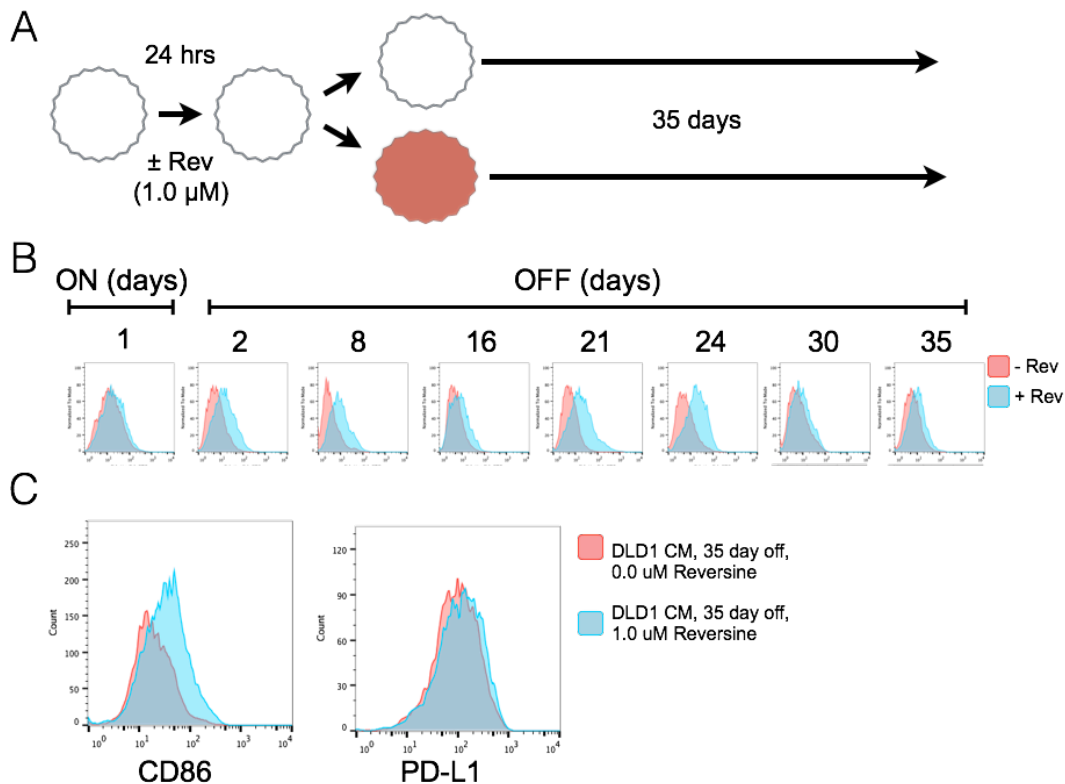 A
24 hrs
± Rev
(1.0 µM)
35 days
B
ON (days)
OFF (days)
1
2
8
16
21
24
30
35
Normalized To Mode
- Rev
+ Rev
C
Count
250
200
150
100
50
0
10^0
10^1
10^2
10^3
10^4
CD86
Count
120
90
60
30
0
10^0
10^1
10^2
10^3
10^4
PD-L1
DLD1 CM, 35 day off,
0.0 uM Reversine
DLD1 CM, 35 day off,
1.0 uM Reversine